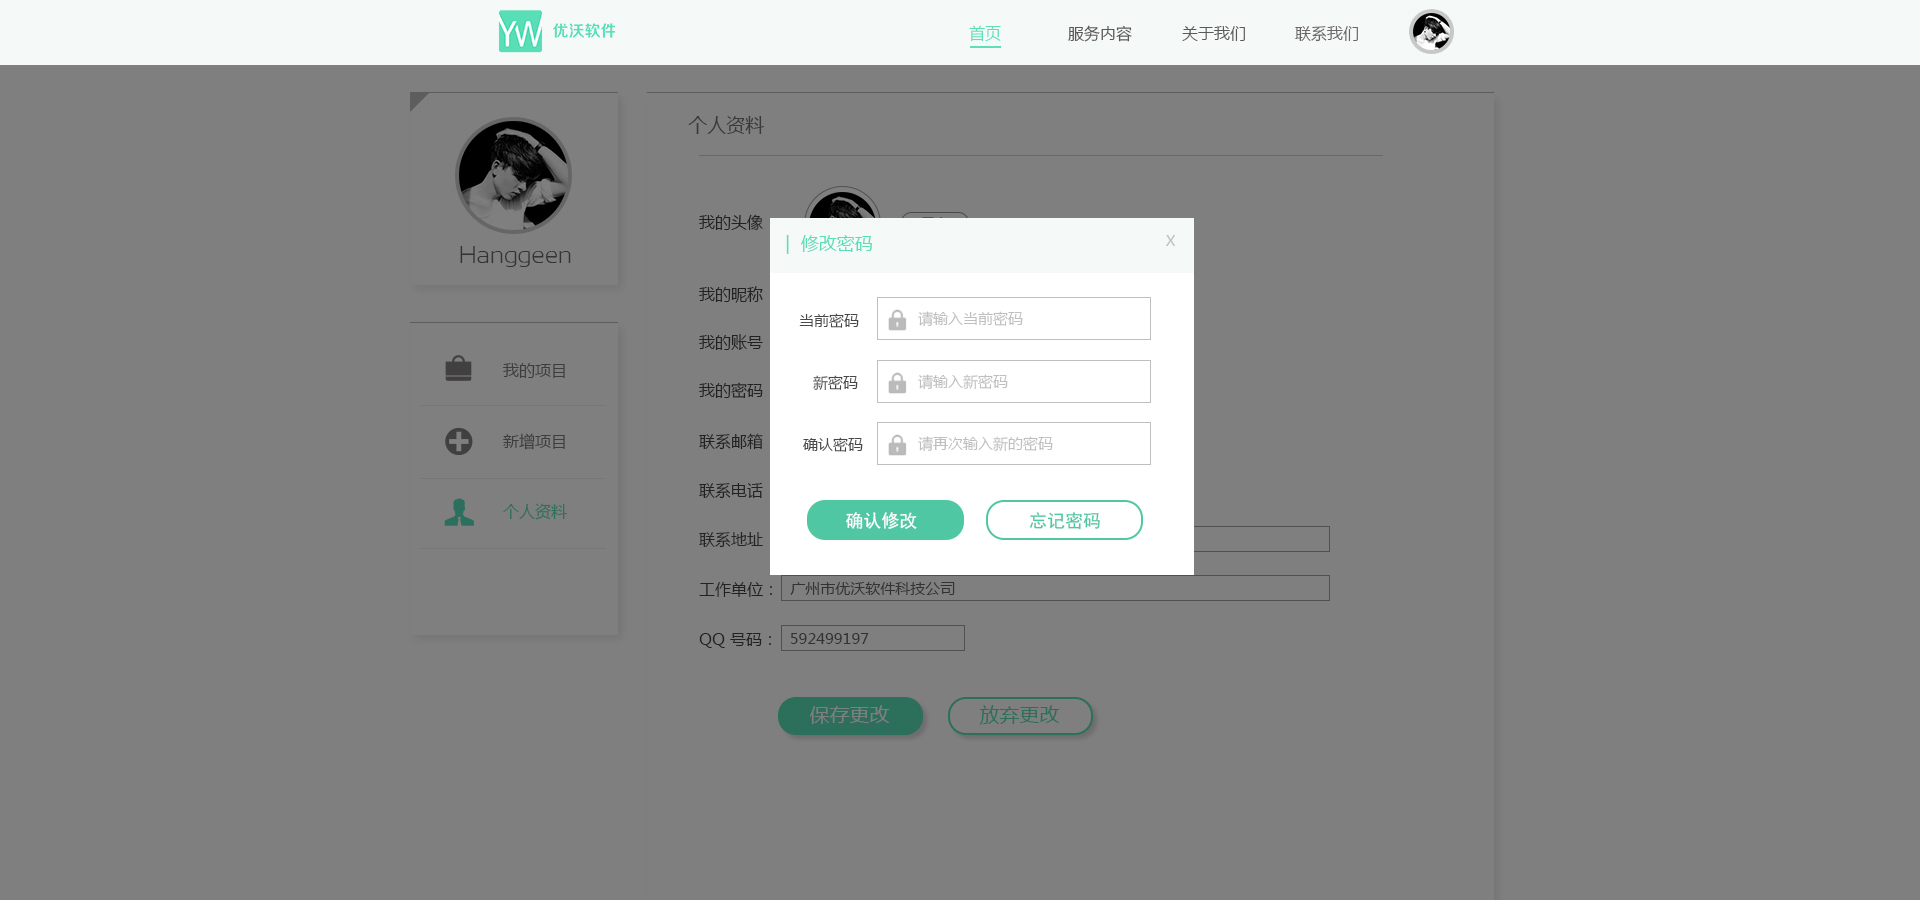 YW 优沃软件
首页 服务内容 关于我们 联系我们
Hanggeen
我的项目
新增项目
个人资料
个人资料
我的头像
我的昵称
我的账号
我的密码
联系邮箱
联系电话
联系地址
工作单位： 广州市优沃软件科技公司
QQ 号码： 592499197
保存更改 放弃更改
| 修改密码 X
当前密码 请输入当前密码
新密码 请输入新密码
确认密码 请再次输入新的密码
确认修改 忘记密码